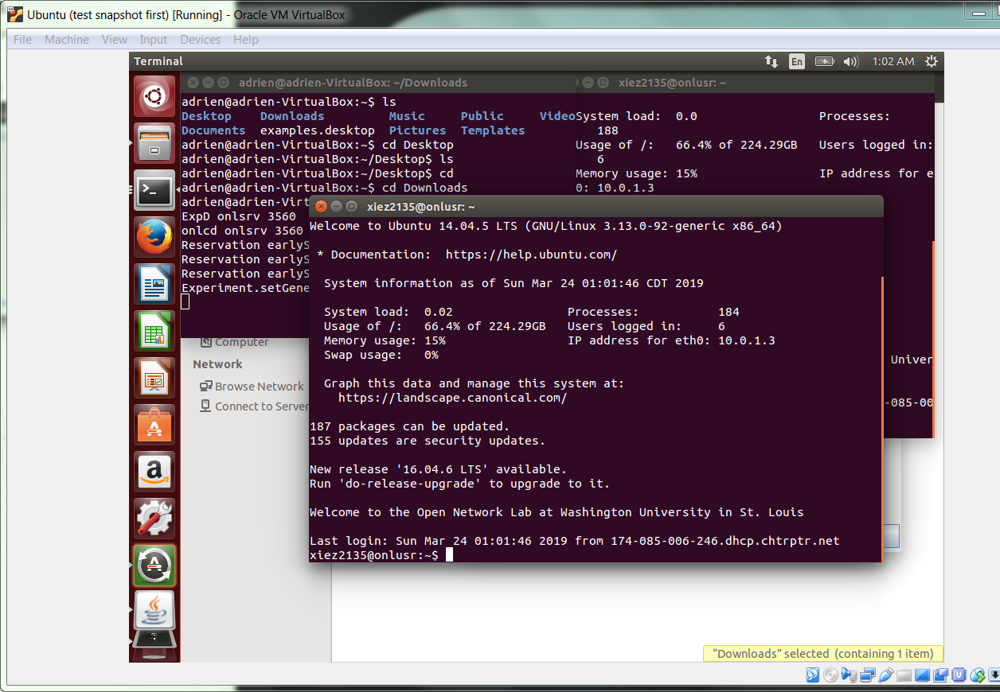 Ubuntu (test snapshot first) [Running] - Oracle VM VirtualBox
File Machine View Input Devices Help
Terminal
En
1:02 AM
adrien@adrien-VirtualBox: ~/Downloads
adrien@adrien-VirtualBox:~$ ls
Desktop Downloads Music Public Video
Documents examples.desktop Pictures Templates
adrien@adrien-VirtualBox:~$ cd Desktop
adrien@adrien-VirtualBox:~/Desktop$ ls
adrien@adrien-VirtualBox:~/Desktop$ cd
adrien@adrien-VirtualBox:~$ cd Downloads
adrien@adrien-Virt
ExpD onlsrv 3560
onlcd onlsrv 3560
Reservation earlyS
Reservation earlyS
Reservation earlyS
Experiment.setGene
xiez2135@onlusr: ~
System load: 0.0 Processes:
188
Usage of /: 66.4% of 224.29GB Users logged in:
6
Memory usage: 15% IP address for e
0: 10.0.1.3
Univer
-085-00
xiez2135@onlusr: ~
Welcome to Ubuntu 14.04.5 LTS (GNU/Linux 3.13.0-92-generic x86_64)
* Documentation: https://help.ubuntu.com/
System information as of Sun Mar 24 01:01:46 CDT 2019
System load: 0.02 Processes: 184
Usage of /: 66.4% of 224.29GB Users logged in: 6
Memory usage: 15% IP address for eth0: 10.0.1.3
Swap usage: 0%
Graph this data and manage this system at:
https://landscape.canonical.com/
187 packages can be updated.
155 updates are security updates.
New release '16.04.6 LTS' available.
Run 'do-release-upgrade' to upgrade to it.
Welcome to the Open Network Lab at Washington University in St. Louis
Last login: Sun Mar 24 01:01:46 2019 from 174-085-006-246.dhcp.chtrptr.net
xiez2135@onlusr:~$
Computer
Network
Browse Network
Connect to Server
"Downloads" selected (containing 1 item)